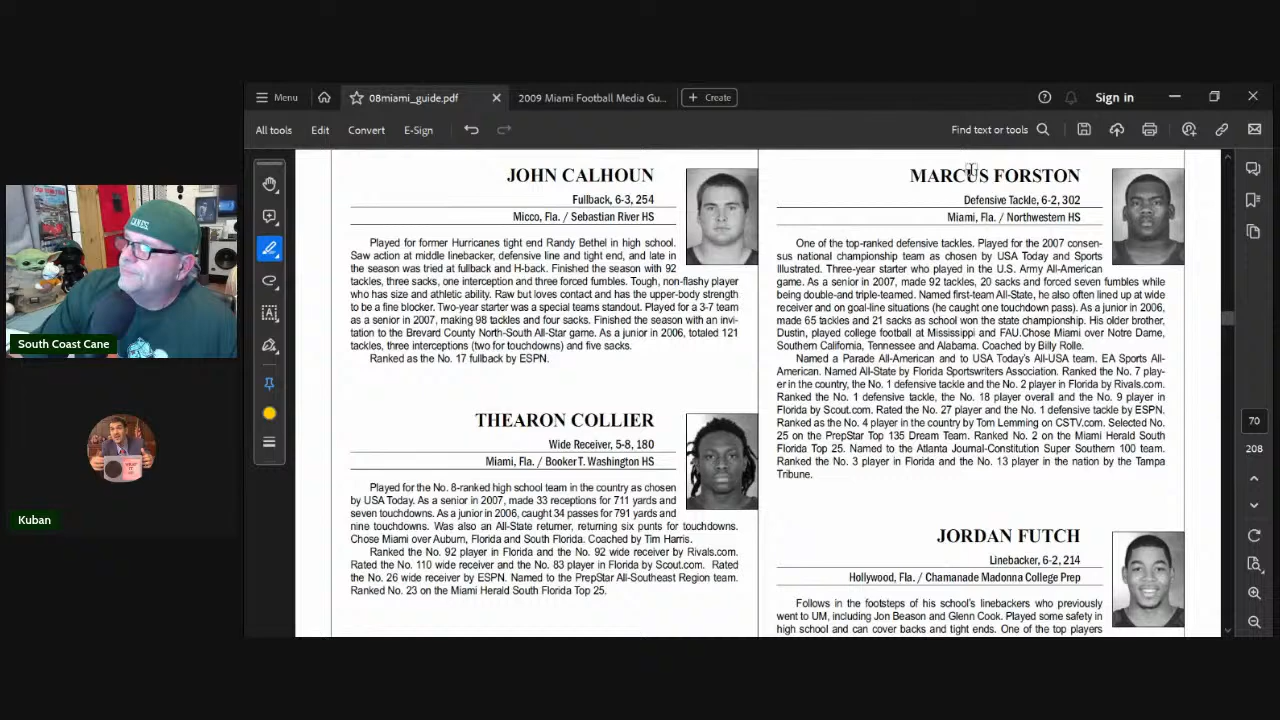 Menu
08miami_guide.pdf
2009 Miami Football Media Gu...
Create
Sign in
All tools
Edit
Convert
E-Sign
Find text or tools
JOHN CALHOUN
Fullback, 6-3, 254
Micco, Fla. / Sebastian River HS
Played for former Hurricanes tight end Randy Bethel in high school.
Saw action at middle linebacker, defensive line and tight end, and late in
the season was tried at fullback and H-back. Finished the season with 92
tackles, three sacks, one interception and three forced fumbles. Tough, non-flashy player
who has size and athletic ability. Raw but loves contact and has the upper-body strength
to be a fine blocker. Two-year starter was a special teams standout. Played for a 3-7 team
as a senior in 2007, making 98 tackles and four sacks. Finished the season with an invi-
tation to the Brevard County North-South All-Star game. As a junior in 2006, totaled 121
tackles, three interceptions (two for touchdowns) and five sacks.
Ranked as the No. 17 fullback by ESPN.
THEARON COLLIER
Wide Receiver, 5-8, 180
Miami, Fla. / Booker T. Washington HS
Played for the No. 8-ranked high school team in the country as chosen
by USA Today. As a senior in 2007, made 33 receptions for 711 yards and
seven touchdowns. As a junior in 2006, caught 34 passes for 791 yards and
nine touchdowns. Was also an All-State returner, returning six punts for touchdowns.
Chose Miami over Auburn, Florida and South Florida. Coached by Tim Harris.
Ranked the No. 92 player in Florida and the No. 92 wide receiver by Rivals.com.
Rated the No. 110 wide receiver and the No. 83 player in Florida by Scout.com. Rated
the No. 26 wide receiver by ESPN. Named to the PrepStar All-Southeast Region team.
Ranked No. 23 on the Miami Herald South Florida Top 25.
MARCUS FORSTON
Defensive Tackle, 6-2, 302
Miami, Fla. / Northwestern HS
One of the top-ranked defensive tackles. Played for the 2007 consen-
sus national championship team as chosen by USA Today and Sports
Illustrated. Three-year starter who played in the U.S. Army All-American
game. As a senior in 2007, made 92 tackles, 20 sacks and forced seven fumbles while
being double-and triple-teamed. Named first-team All-State, he also often lined up at wide
receiver and on goal-line situations (he caught one touchdown pass). As a junior in 2006,
made 65 tackles and 21 sacks as school won the state championship. His older brother,
Dustin, played college football at Mississippi and FAU.Chose Miami over Notre Dame,
Southern California, Tennessee and Alabama. Coached by Billy Rolle.
Named a Parade All-American and to USA Today's All-USA team. EA Sports All-
American. Named All-State by Florida Sportswriters Association. Ranked the No. 7 play-
er in the country, the No. 1 defensive tackle and the No. 2 player in Florida by Rivals.com.
Ranked the No. 1 defensive tackle, the No. 18 player overall and the No. 9 player in
Florida by Scout.com. Rated the No. 27 player and the No. 1 defensive tackle by ESPN.
Ranked as the No. 4 player in the country by Tom Lemming on CSTV.com. Selected No.
25 on the PrepStar Top 135 Dream Team. Ranked No. 2 on the Miami Herald South
Florida Top 25. Named to the Atlanta Journal-Constitution Super Southern 100 team.
Ranked the No. 3 player in Florida and the No. 13 player in the nation by the Tampa
Tribune.
JORDAN FUTCH
Linebacker, 6-2, 214
Hollywood, Fla. / Chamanade Madonna College Prep
Follows in the footsteps of his school's linebackers who previously
went to UM, including Jon Beason and Glenn Cook. Played some safety in
high school and can cover backs and tight ends. One of the top players
70
208
South Coast Cane
Kuban